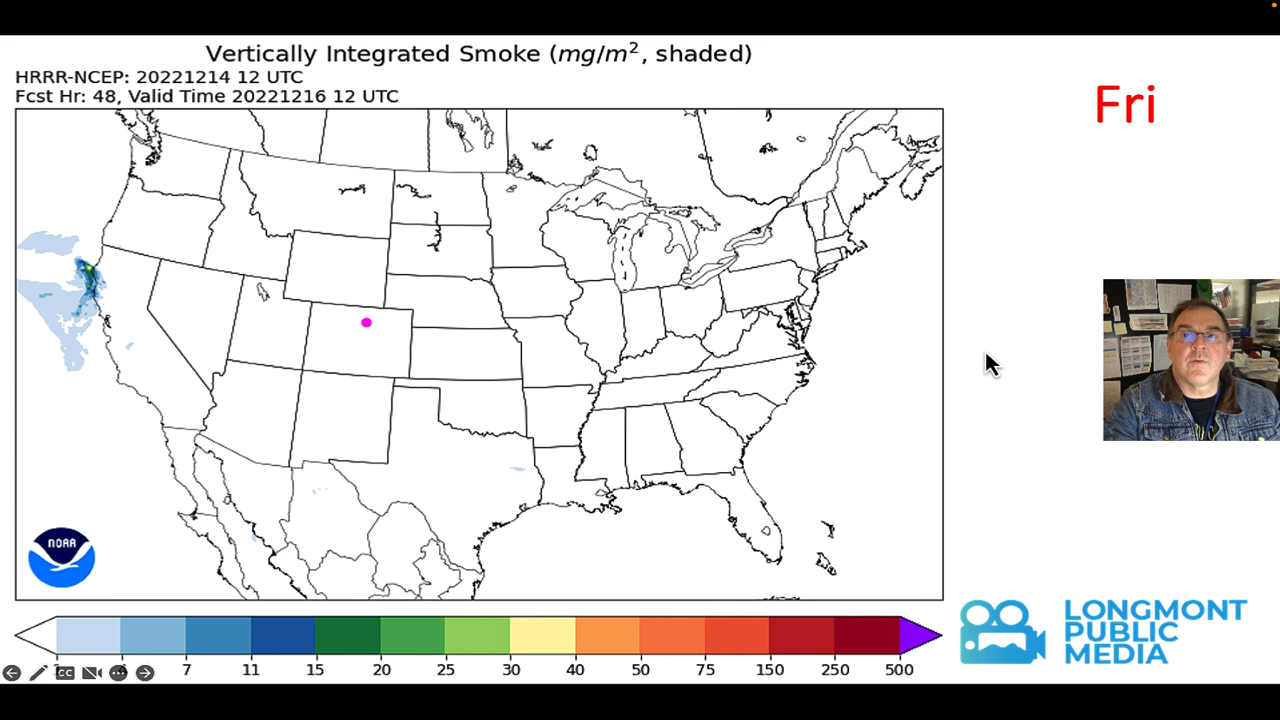 Vertically Integrated Smoke (mg/m², shaded)
HRRR-NCEP: 20221214 12 UTC
Fcst Hr: 48, Valid Time 20221216 12 UTC
Fri
NOAA
7 11 15 20 25 30 40 50 75 150 250 500
CC
LONGMONT
PUBLIC
MEDIA